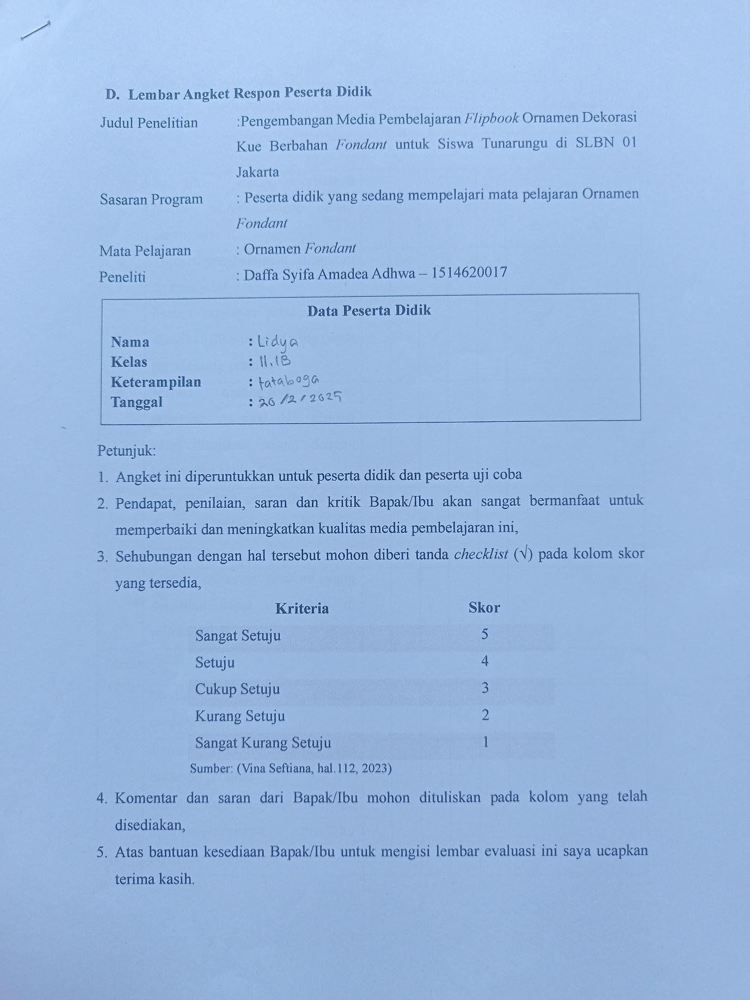 D. Lembar Angket Respon Peserta Didik
Judul Penelitian :Pengembangan Media Pembelajaran Flipbook Ornamen Dekorasi
Kue Berbahan Fondant untuk Siswa Tunarungu di SLBN 01
Jakarta
Sasaran Program : Peserta didik yang sedang mempelajari mata pelajaran Ornamen
Fondant
Mata Pelajaran : Ornamen Fondant
Peneliti : Daffa Syifa Amadea Adhwa – 1514620017
Data Peserta Didik
Nama : Lidya
Kelas : 11.1B
Keterampilan : tataboga
Tanggal : 20/2/2025
Petunjuk:
1. Angket ini diperuntukkan untuk peserta didik dan peserta uji coba
2. Pendapat, penilaian, saran dan kritik Bapak/Ibu akan sangat bermanfaat untuk
memperbaiki dan meningkatkan kualitas media pembelajaran ini,
3. Sehubungan dengan hal tersebut mohon diberi tanda checklist (√) pada kolom skor
yang tersedia,
Kriteria Skor
Sangat Setuju 5
Setuju 4
Cukup Setuju 3
Kurang Setuju 2
Sangat Kurang Setuju 1
Sumber: (Vina Seftiana, hal.112, 2023)
4. Komentar dan saran dari Bapak/Ibu mohon dituliskan pada kolom yang telah
disediakan,
5. Atas bantuan kesediaan Bapak/Ibu untuk mengisi lembar evaluasi ini saya ucapkan
terima kasih.